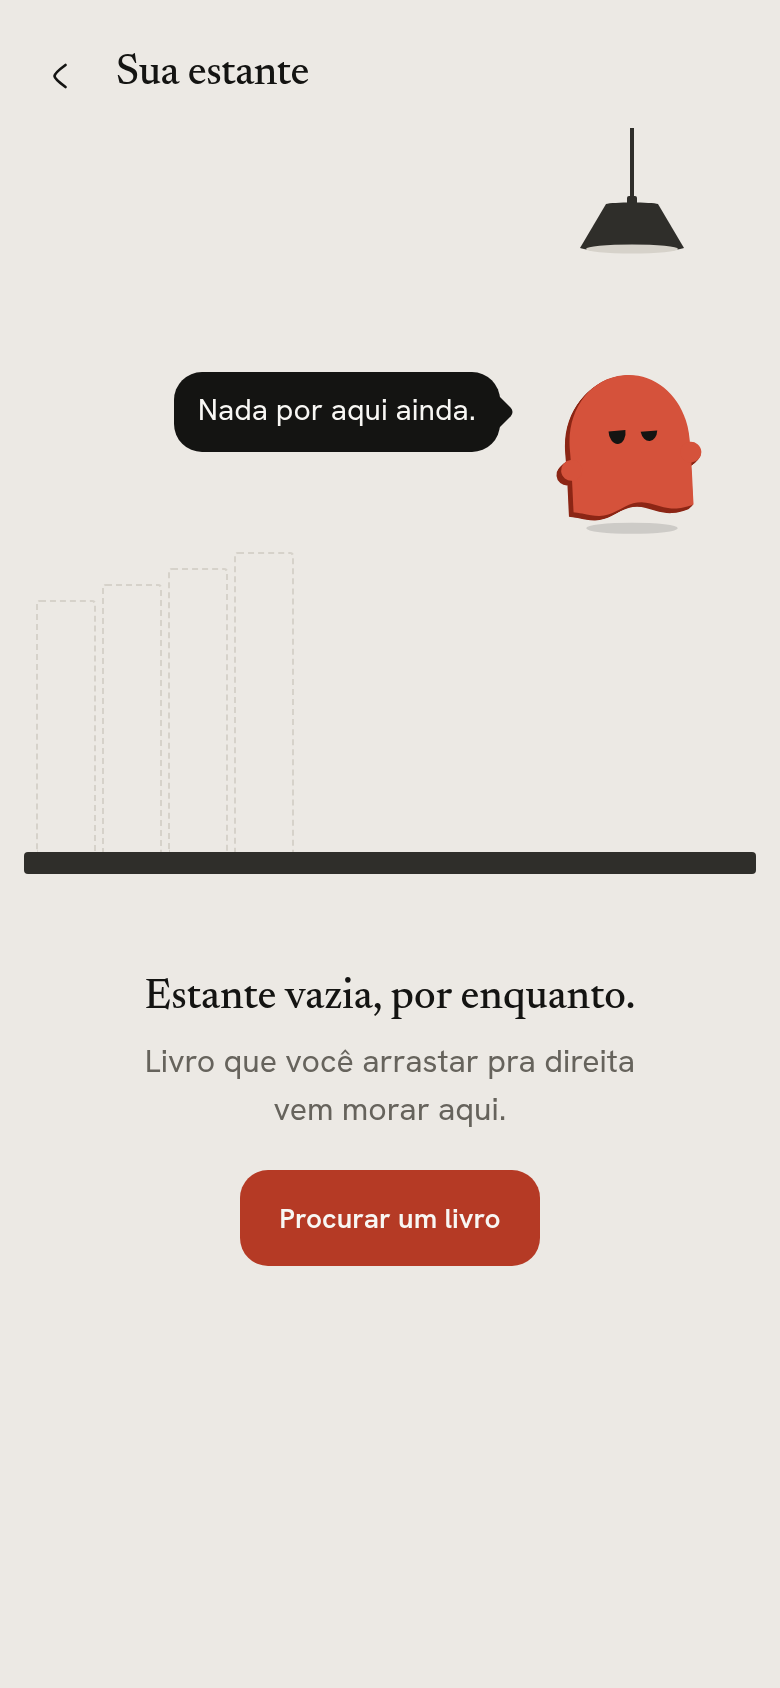 Sua estante
Nada por aqui ainda.
Estante vazia, por enquanto.
Livro que você arrastar pra direita
vem morar aqui.
Procurar um livro